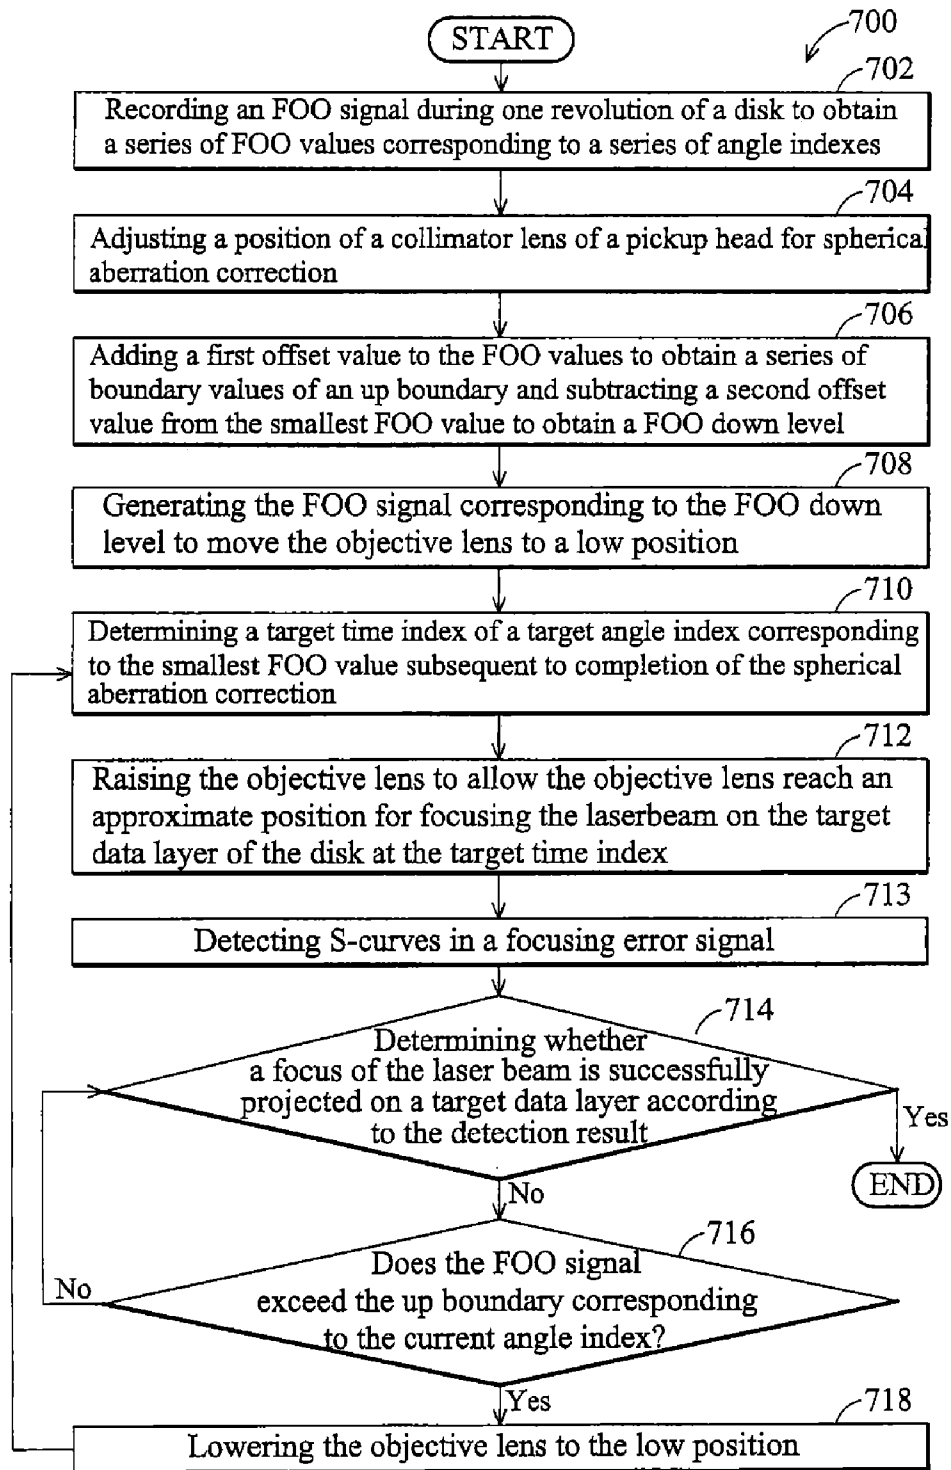 START
700
702
Recording an FOO signal during one revolution of a disk to obtain
a series of FOO values corresponding to a series of angle indexes
704
Adjusting a position of a collimator lens of a pickup head for spherical
aberration correction
706
Adding a first offset value to the FOO values to obtain a series of
boundary values of an up boundary and subtracting a second offset
value from the smallest FOO value to obtain a FOO down level
708
Generating the FOO signal corresponding to the FOO down
level to move the objective lens to a low position
710
Determining a target time index of a target angle index corresponding
to the smallest FOO value subsequent to completion of the spherical
aberration correction
712
Raising the objective lens to allow the objective lens reach an
approximate position for focusing the laserbeam on the target
data layer of the disk at the target time index
713
Detecting S-curves in a focusing error signal
714
Determining whether
a focus of the laser beam is successfully
projected on a target data layer according
to the detection result
Yes
END
No
716
Does the FOO signal
exceed the up boundary corresponding
to the current angle index?
No
Yes
718
Lowering the objective lens to the low position